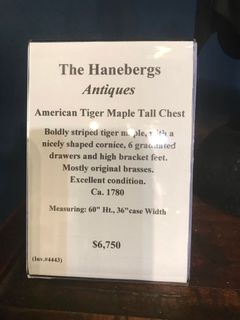 The Hanebergs
Antiques
American Tiger Maple Tall Chest
Boldly striped tiger maple, with a
nicely shaped cornice, 6 graduated
drawers and high bracket feet.
Mostly original brasses.
Excellent condition.
Ca. 1780
Measuring: 60" Ht., 36"case Width
$6,750
(Inv.#4443)